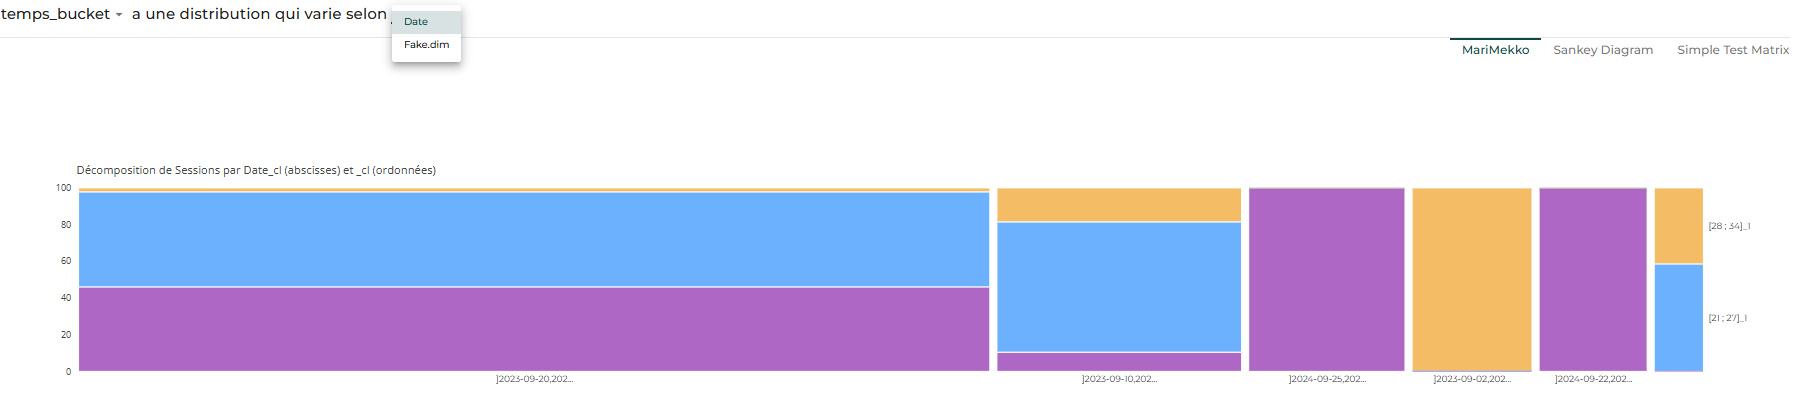 temps_bucket a une distribution qui varie selon
Date
Fake.dim
MariMekko Sankey Diagram Simple Test Matrix
Décomposition de Sessions par Date_cl (abscisses) et _cl (ordonnées)
100
80
60
40
20
0
[28 ; 34]_1
[21 ; 27]_1
]2023-09-20,202... ]2023-09-10,202... ]2024-09-25,202... ]2023-09-02,202... ]2024-09-22,202...